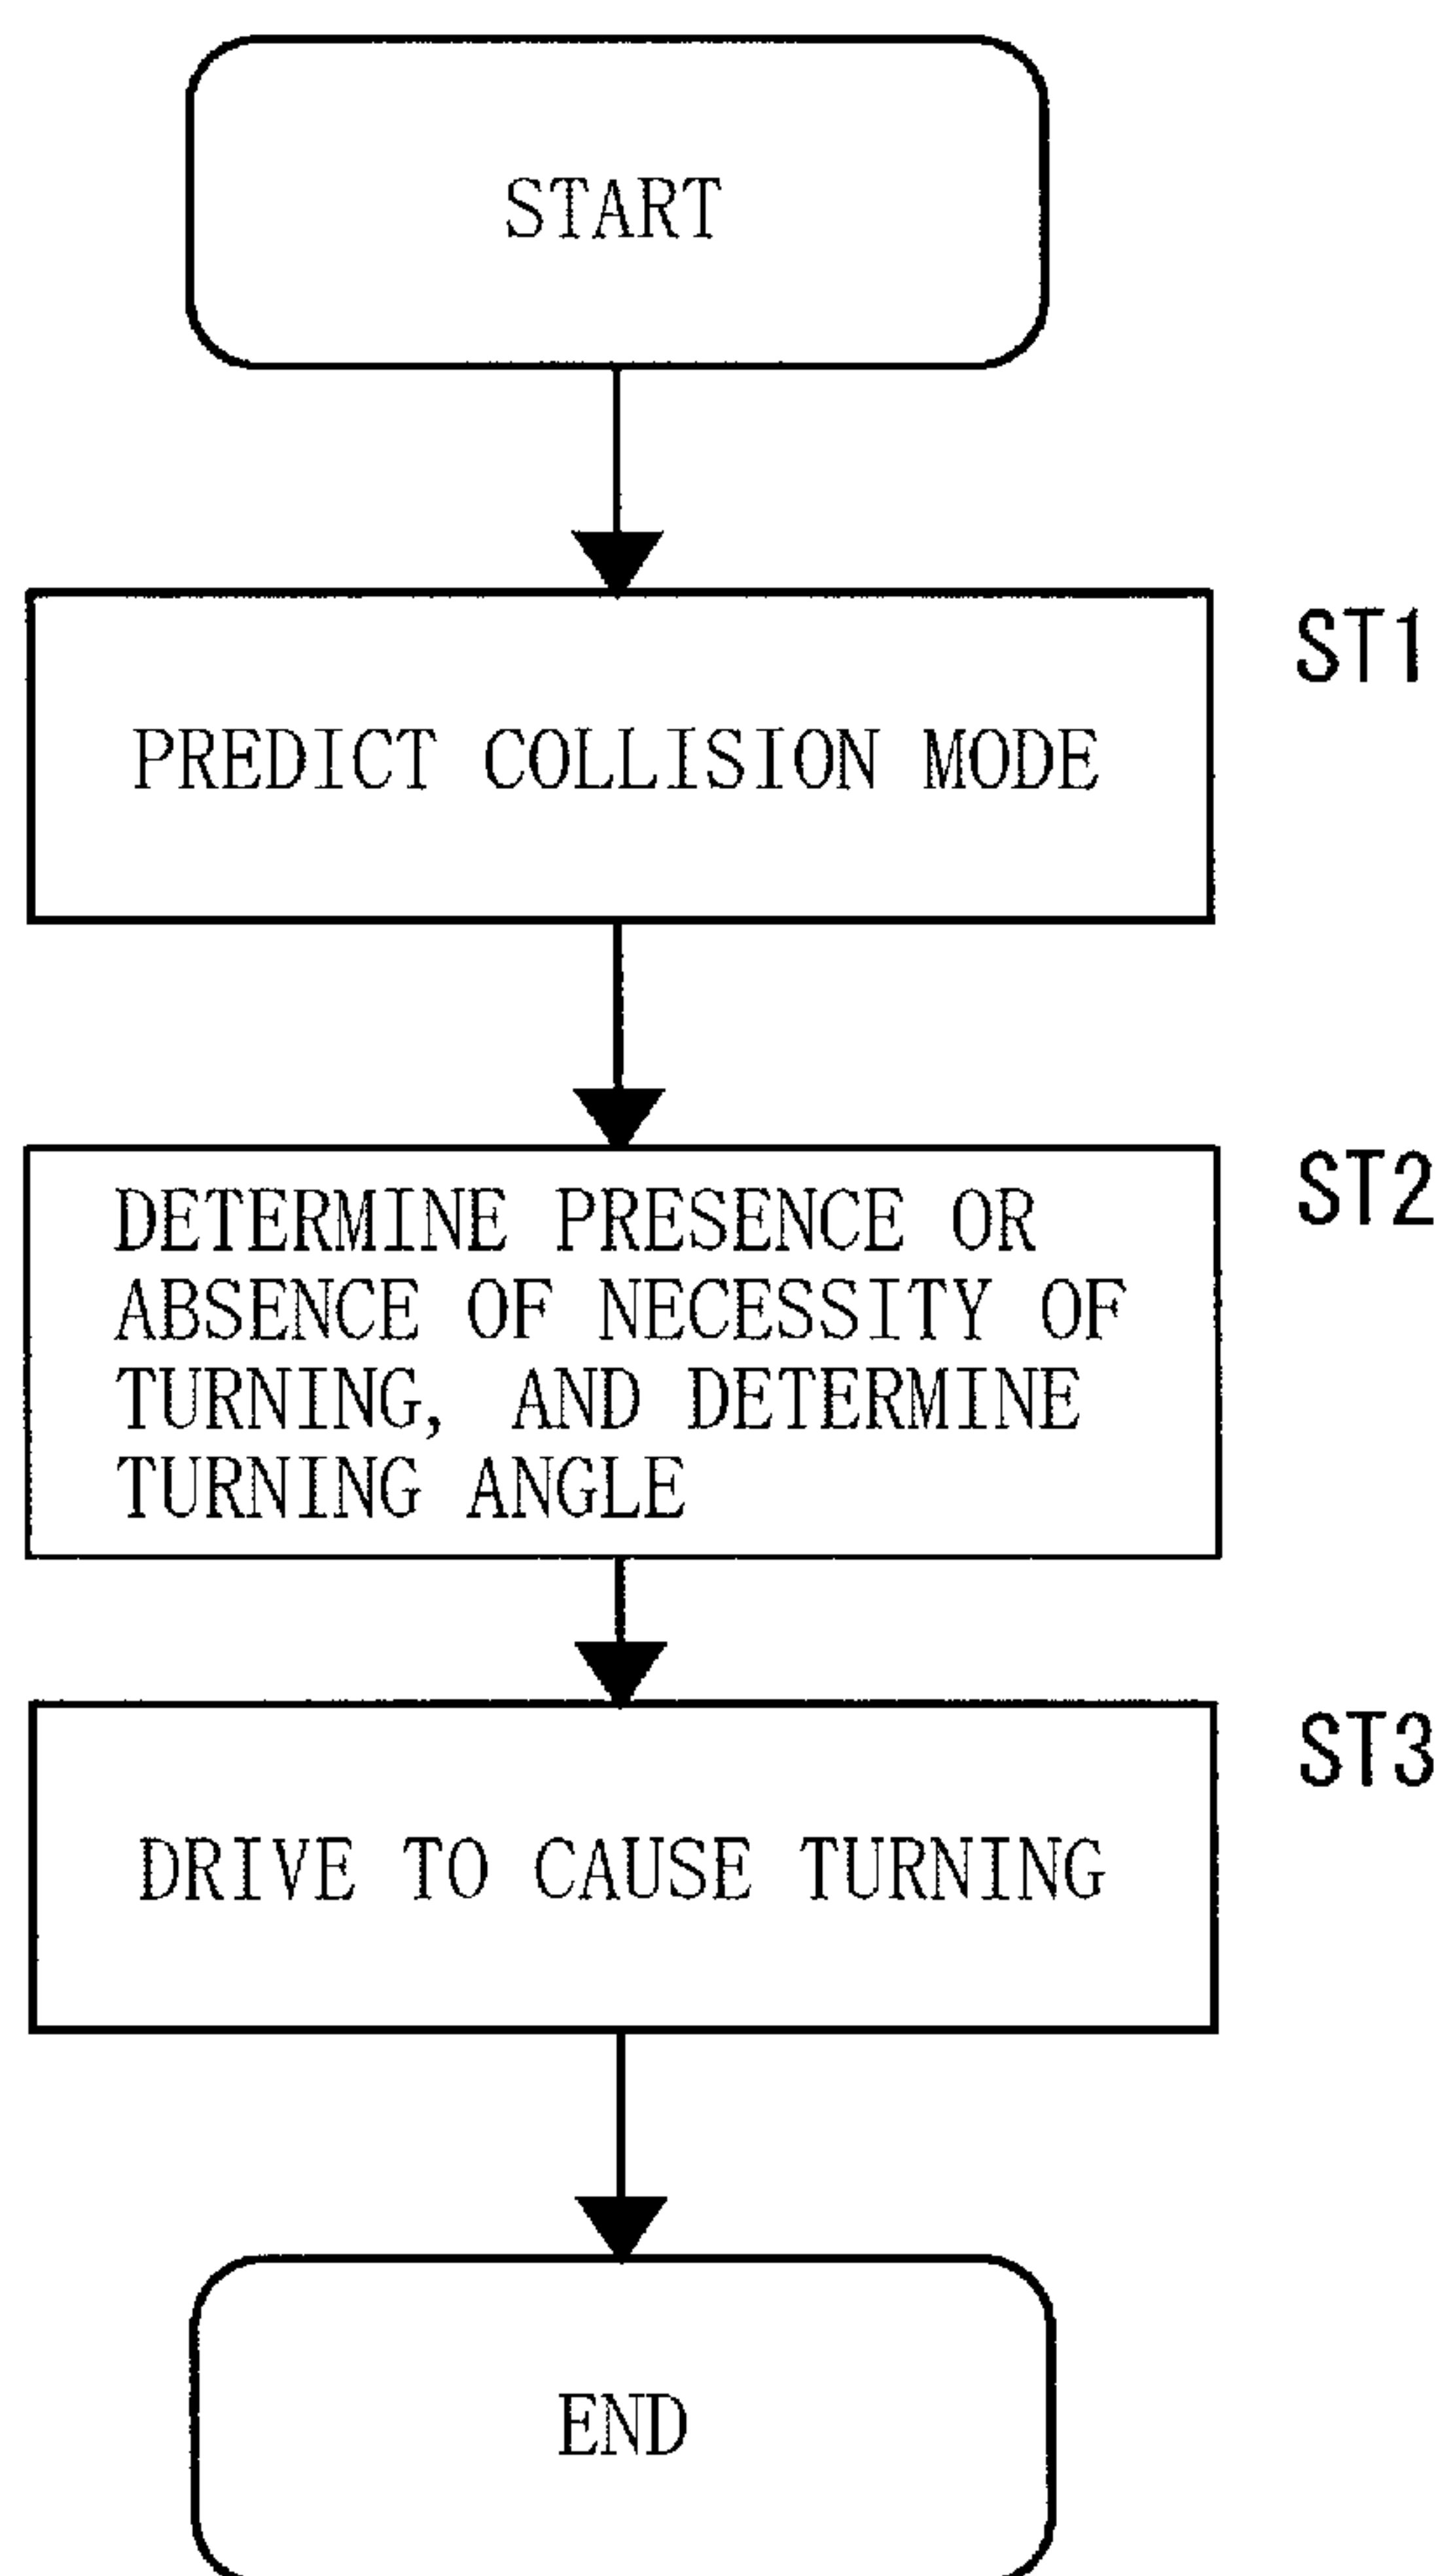 START
ST1
PREDICT COLLISION MODE
ST2
DETERMINE PRESENCE OR
ABSENCE OF NECESSITY OF
TURNING, AND DETERMINE
TURNING ANGLE
ST3
DRIVE TO CAUSE TURNING
END